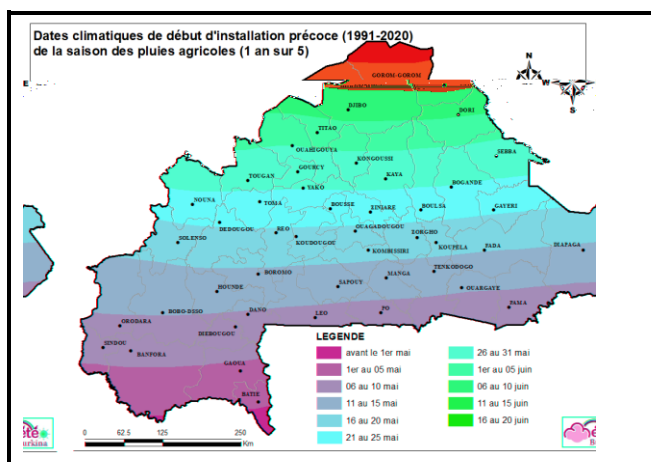 Dates climatiques de début d'installation précoce (1991-2020)
de la saison des pluies agricoles (1 an sur 5)
N
W
S
E
GOROM-GOROM
DJIBO
DORI
TITAO
OUAHIGOUYA
KONGOUSSI
SEBBA
GOURCY
TOUGAN
KAYA
YAKO
BOGANDE
NOUNA
TOMA
BOUSSE
ZINIARE
BOULSA
GAYERI
DEDOUGOU
REO
OUAGADOUGOU
ZORGHO
SOLENSO
KOUDOUGOU
KOMBISSIRI
KOUPELA
FADA
DIAPAGA
BOROMO
MANGA
TENKODOGO
HOUNDE
SAPOUY
OUARGAYE
BOBO-DSSO
DANO
LEO
PO
PAMA
ORODARA
DIEBOUGOU
SINDOU
BANFORA
GAOUA
BATIE
LEGENDE
avant le 1er mai
1er au 05 mai
06 au 10 mai
11 au 15 mai
16 au 20 mai
21 au 25 mai
26 au 31 mai
1er au 05 juin
06 au 10 juin
11 au 15 juin
16 au 20 juin
été
urkina
0 62.5 125 250
Km